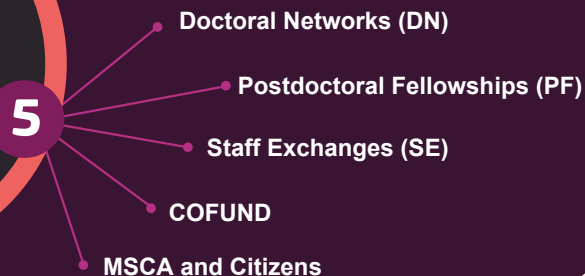 Doctoral Networks (DN)
Postdoctoral Fellowships (PF)
5
Staff Exchanges (SE)
COFUND
MSCA and Citizens